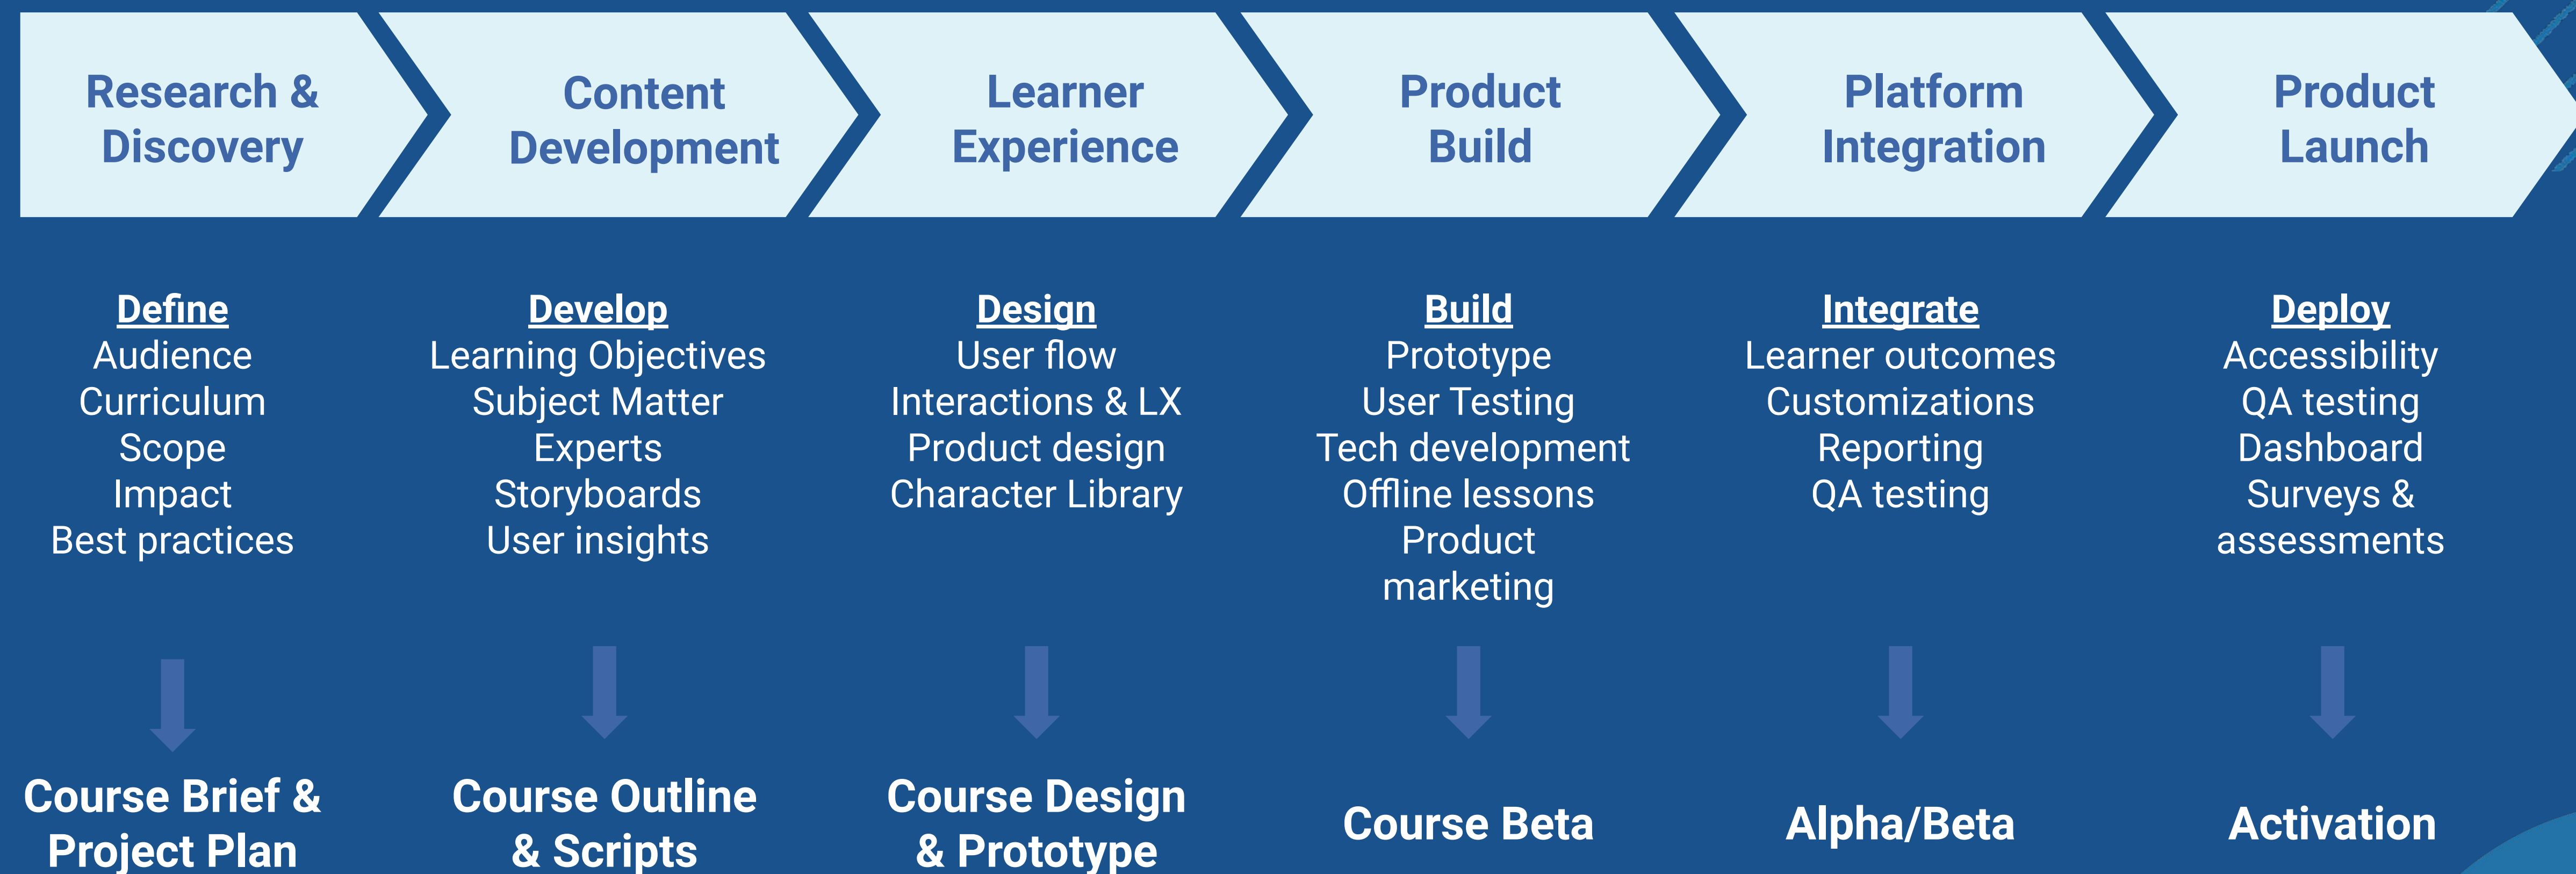 Research &
Discovery
Content
Development
Learner
Experience
Product
Build
Platform
Integration
Product
Launch
Define
Audience
Curriculum
Scope
Impact
Best practices
Develop
Learning Objectives
Subject Matter
Experts
Storyboards
User insights
Design
User flow
Interactions & LX
Product design
Character Library
Build
Prototype
User Testing
Tech development
Offline lessons
Product
marketing
Integrate
Learner outcomes
Customizations
Reporting
QA testing
Deploy
Accessibility
QA testing
Dashboard
Surveys &
assessments
Course Brief &
Project Plan
Course Outline
& Scripts
Course Design
& Prototype
Course Beta
Alpha/Beta
Activation